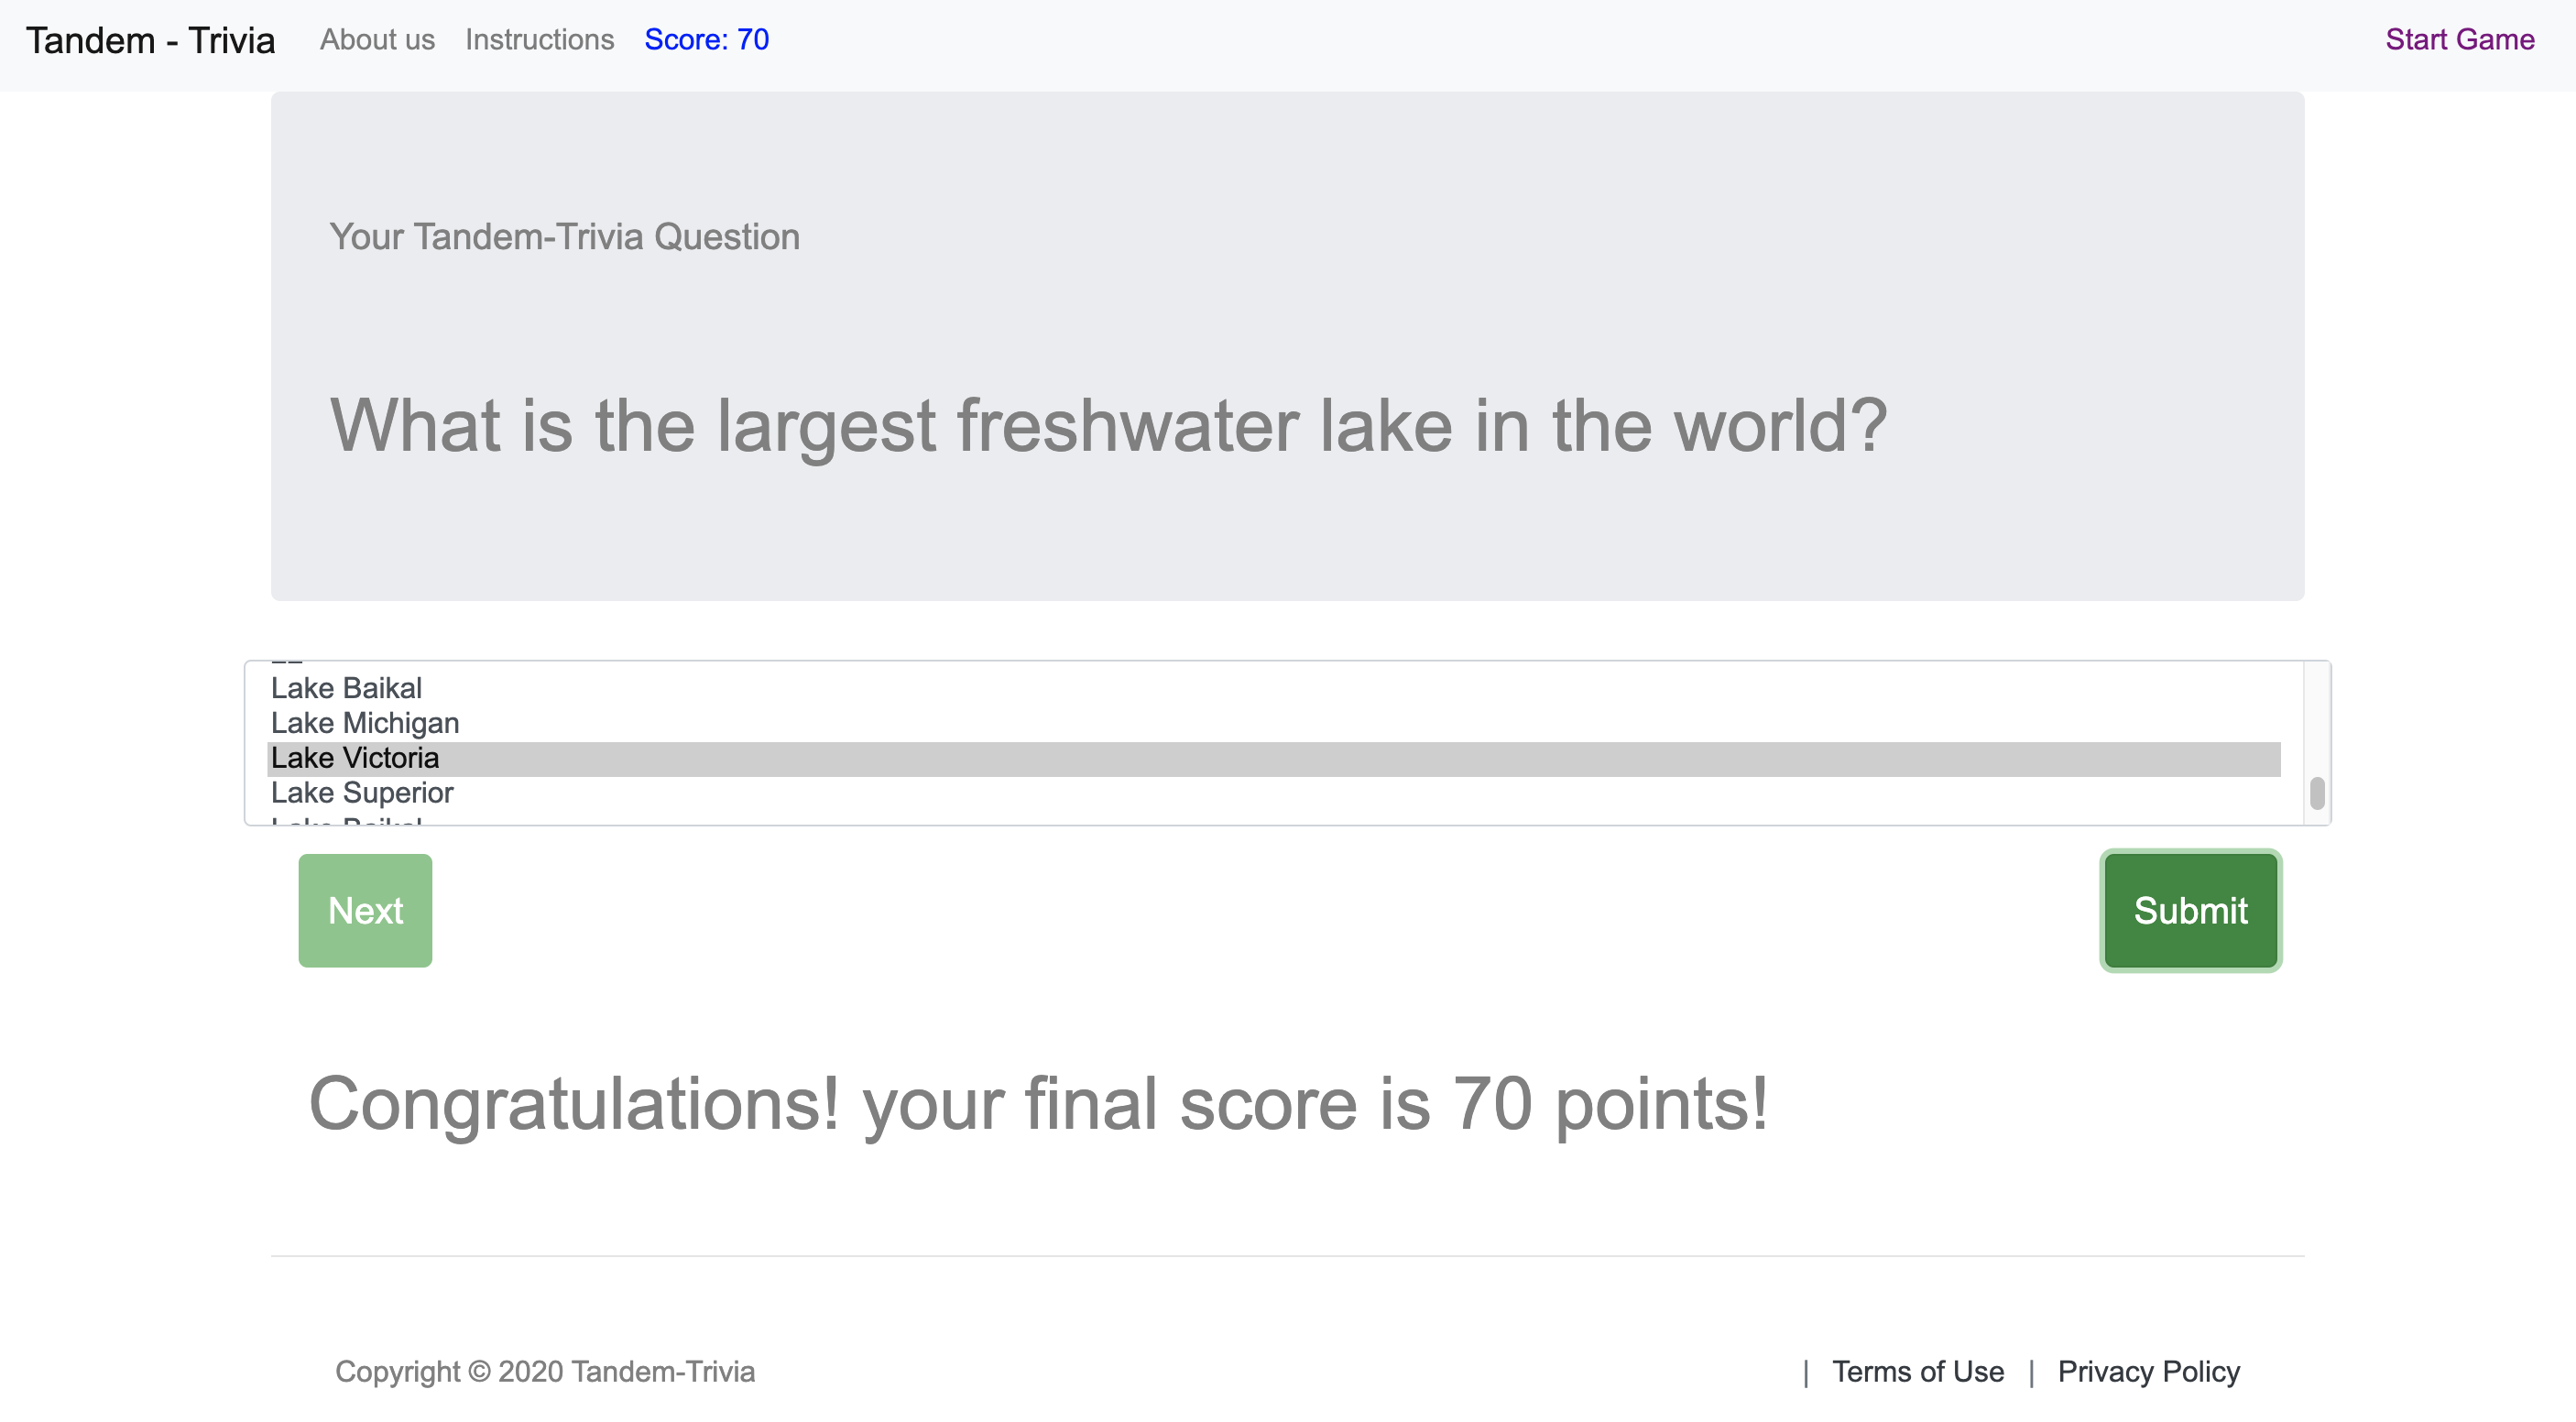 Tandem - Trivia About us Instructions Score: 70 Start Game
Your Tandem-Trivia Question
What is the largest freshwater lake in the world?
Lake Baikal
Lake Michigan
Lake Victoria
Lake Superior
Next Submit
Congratulations! your final score is 70 points!
Copyright © 2020 Tandem-Trivia | Terms of Use | Privacy Policy